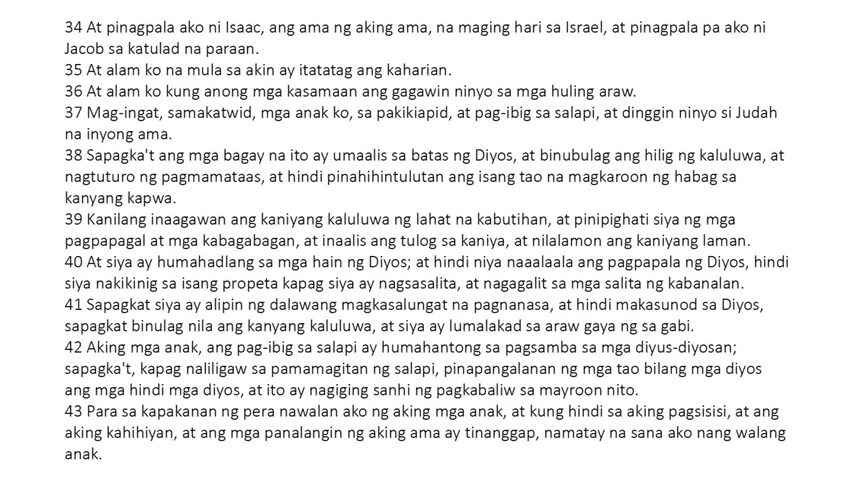 34 At pinagpala ako ni Isaac, ang ama ng aking ama, na maging hari sa Israel, at pinagpala pa ako ni
Jacob sa katulad na paraan.
35 At alam ko na mula sa akin ay itatatag ang kaharian.
36 At alam ko kung anong mga kasamaan ang gagawin ninyo sa mga huling araw.
37 Mag-ingat, samakatwid, mga anak ko, sa pakikiapid, at pag-ibig sa salapi, at dinggin ninyo si Judah
na inyong ama.
38 Sapagka't ang mga bagay na ito ay umaalis sa batas ng Diyos, at binubulag ang hilig ng kaluluwa, at
nagtuturo ng pagmamataas, at hindi pinahihintulutan ang isang tao na magkaroon ng habag sa
kanyang kapwa.
39 Kanilang inaagawan ang kaniyang kaluluwa ng lahat na kabutihan, at pinipighati siya ng mga
pagpapagal at mga kabagabagan, at inaalis ang tulog sa kaniya, at nilalamon ang kaniyang laman.
40 At siya ay humahadlang sa mga hain ng Diyos; at hindi niya naaalaala ang pagpapala ng Diyos, hindi
siya nakikinig sa isang propeta kapag siya ay nagsasalita, at nagagalit sa mga salita ng kabanalan.
41 Sapagkat siya ay alipin ng dalawang magkasalungat na pagnanasa, at hindi makasunod sa Diyos,
sapagkat binulag nila ang kanyang kaluluwa, at siya ay lumalakad sa araw gaya ng sa gabi.
42 Aking mga anak, ang pag-ibig sa salapi ay humahantong sa pagsamba sa mga diyus-diyosan;
sapagka't, kapag naliligaw sa pamamagitan ng salapi, pinapangalanan ng mga tao bilang mga diyos
ang mga hindi mga diyos, at ito ay nagiging sanhi ng pagkabaliw sa mayroon nito.
43 Para sa kapakanan ng pera nawalan ako ng aking mga anak, at kung hindi sa aking pagsisisi, at ang
aking kahihiyan, at ang mga panalangin ng aking ama ay tinanggap, namatay na sana ako nang walang
anak.